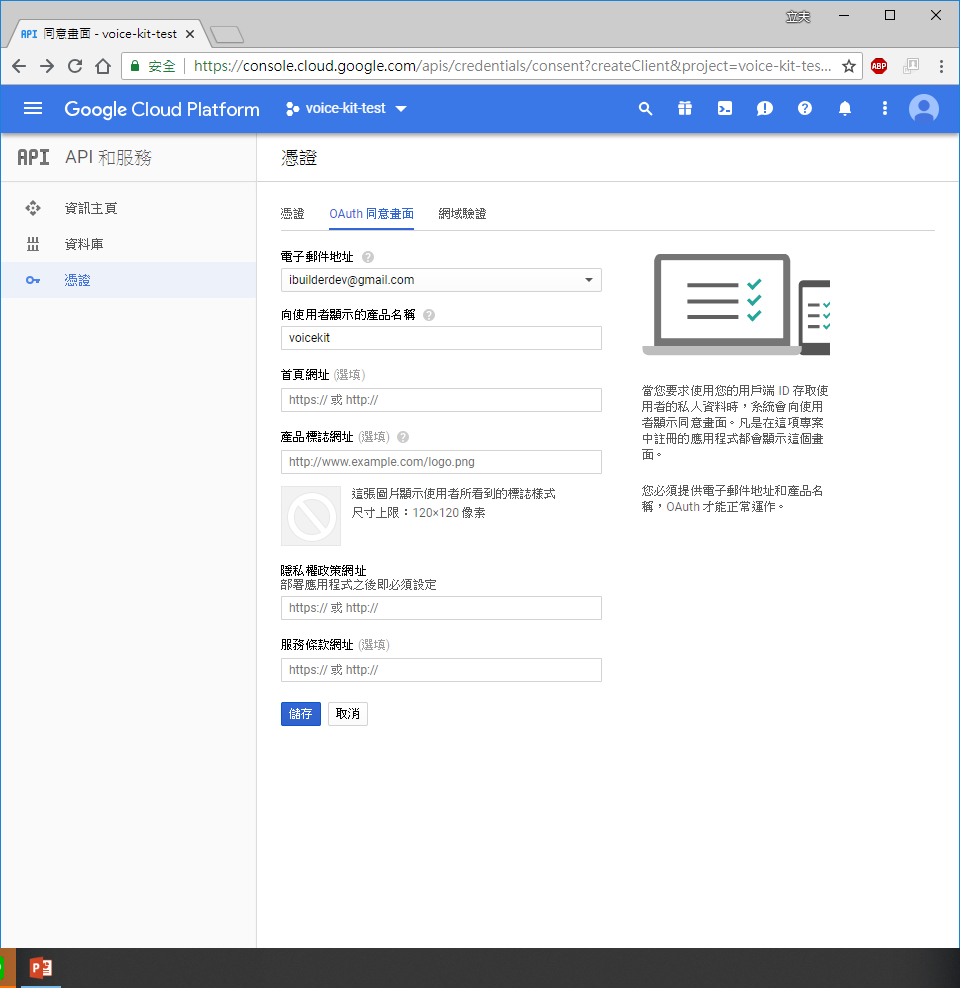 立夫
API 同意畫面 - voice-kit-test
安全 https://console.cloud.google.com/apis/credentials/consent?createClient&project=voice-kit-tes...
ABP
Google Cloud Platform voice-kit-test
API API 和服務
憑證
資訊主頁
資料庫
憑證
憑證 OAuth 同意畫面 網域驗證
電子郵件地址
ibuilderdev@gmail.com
向使用者顯示的產品名稱
voicekit
首頁網址 (選填)
https:// 或 http://
產品標誌網址 (選填)
http://www.example.com/logo.png
這張圖片顯示使用者所看到的標誌樣式
尺寸上限：120×120 像素
隱私權政策網址
部署應用程式之後即必須設定
https:// 或 http://
服務條款網址 (選填)
https:// 或 http://
儲存 取消
當您要求使用您的用戶端 ID 存取使
用者的私人資料時，系統會向使用
者顯示同意畫面。凡是在這項專案
中註冊的應用程式都會顯示這個畫
面。
您必須提供電子郵件地址和產品名
稱，OAuth 才能正常運作。
P